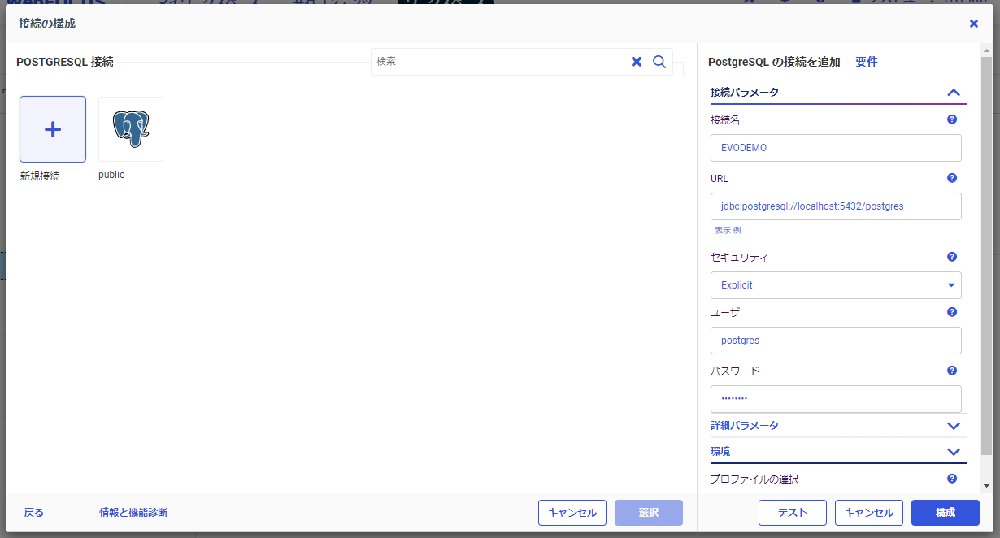 接続の構成
POSTGRESQL 接続
検索
新規接続
public
PostgreSQL の接続を追加 要件
接続パラメータ
接続名
EVODEMO
URL
jdbc:postgresql://localhost:5432/postgres
表示 例
セキュリティ
Explicit
ユーザ
postgres
パスワード
••••••••
詳細パラメータ
環境
プロファイルの選択
戻る 情報と機能診断 キャンセル 選択 テスト キャンセル 構成